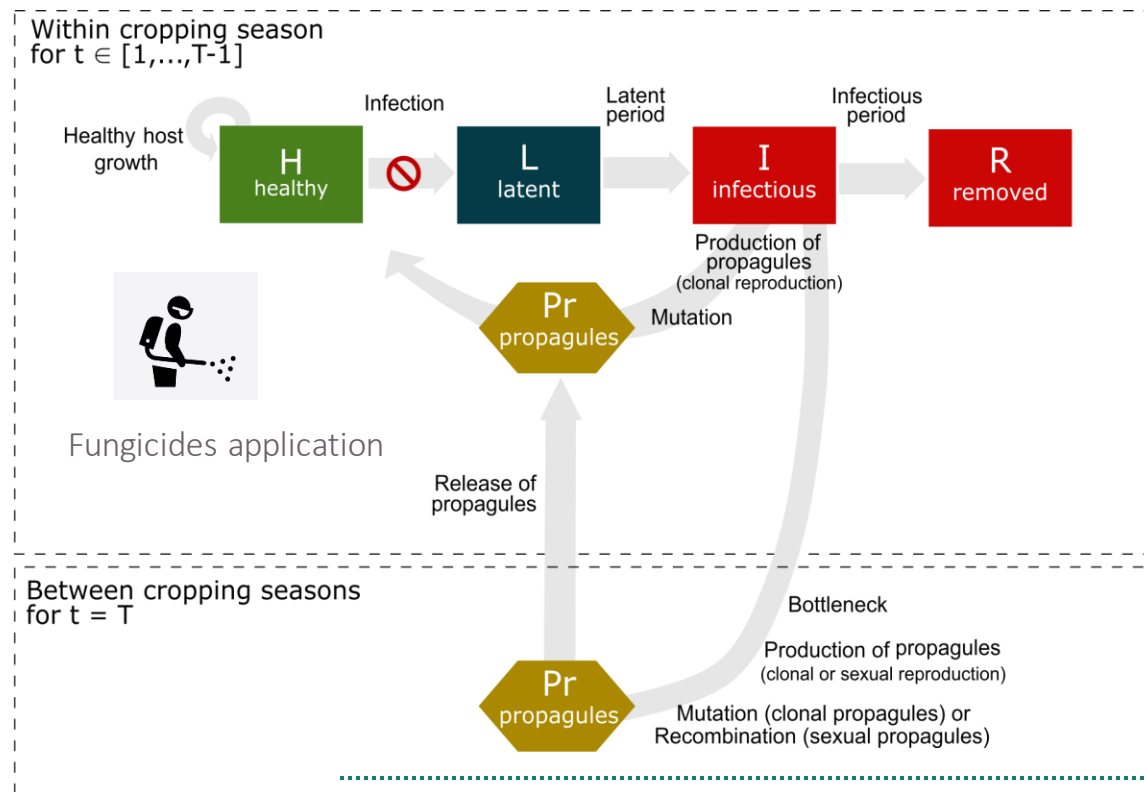 Within cropping season
for t ∈ [1,...,T-1]
Healthy host
growth
Infection
Latent
period
Infectious
period
H
healthy
L
latent
I
infectious
R
removed
Production of
propagules
(clonal reproduction)
Pr
propagules
Mutation
Fungicides application
Release of
propagules
Between cropping seasons
for t = T
Bottleneck
Production of propagules
(clonal or sexual reproduction)
Pr
propagules
Mutation (clonal propagules) or
Recombination (sexual propagules)